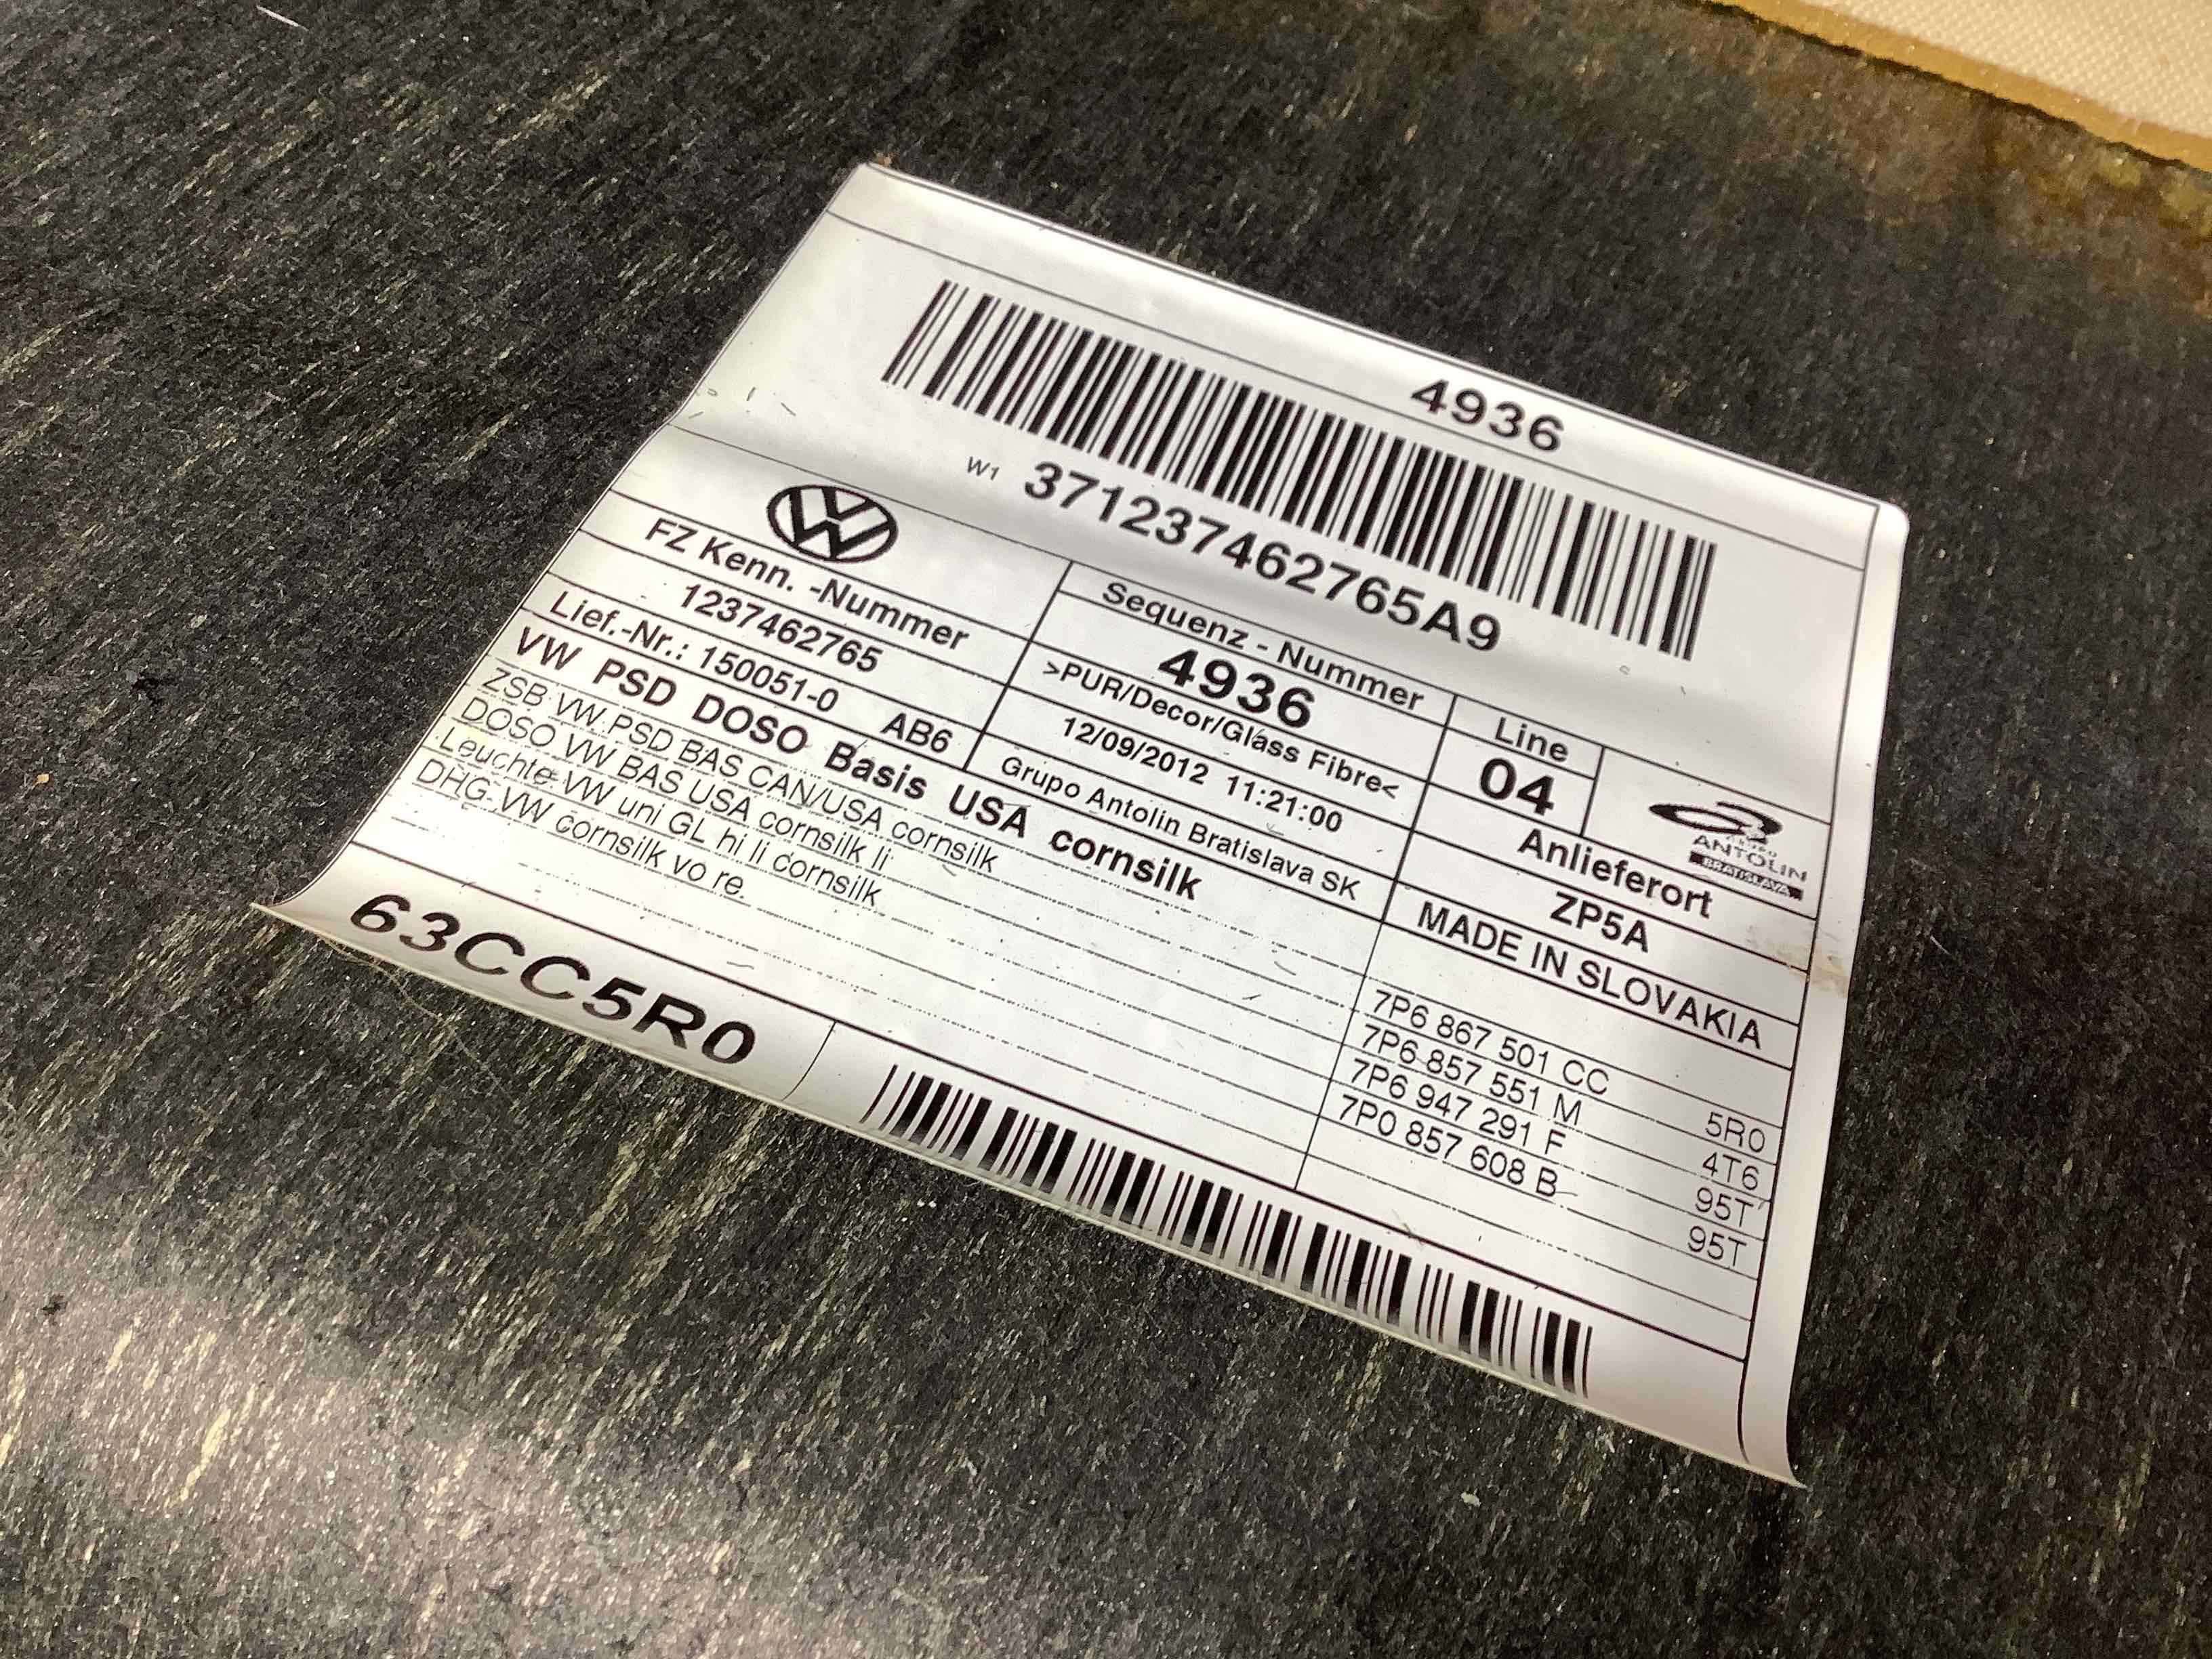 4936
W1 371237462765A9
FZ Kenn. -Nummer
1237462765
Lief.-Nr.: 150051-0 AB6
Sequenz - Nummer
4936
>PUR/Decor/Glass Fibre<
12/09/2012 11:21:00
Grupo Antolin Bratislava SK
Line
04
GRUPO
ANTOLIN
BRATISLAVA
Anlieferort
ZP5A
MADE IN SLOVAKIA
VW PSD DOSO Basis USA cornsilk
ZSB VW PSD BAS CAN/USA cornsilk 7P6 867 501 CC 5R0
DOSO VW BAS USA cornsilk li 7P6 857 551 M 4T6
Leuchte VW uni GL hi li cornsilk 7P6 947 291 F 95T
DHG VW cornsilk vo re. 7P0 857 608 B 95T
63CC5R0